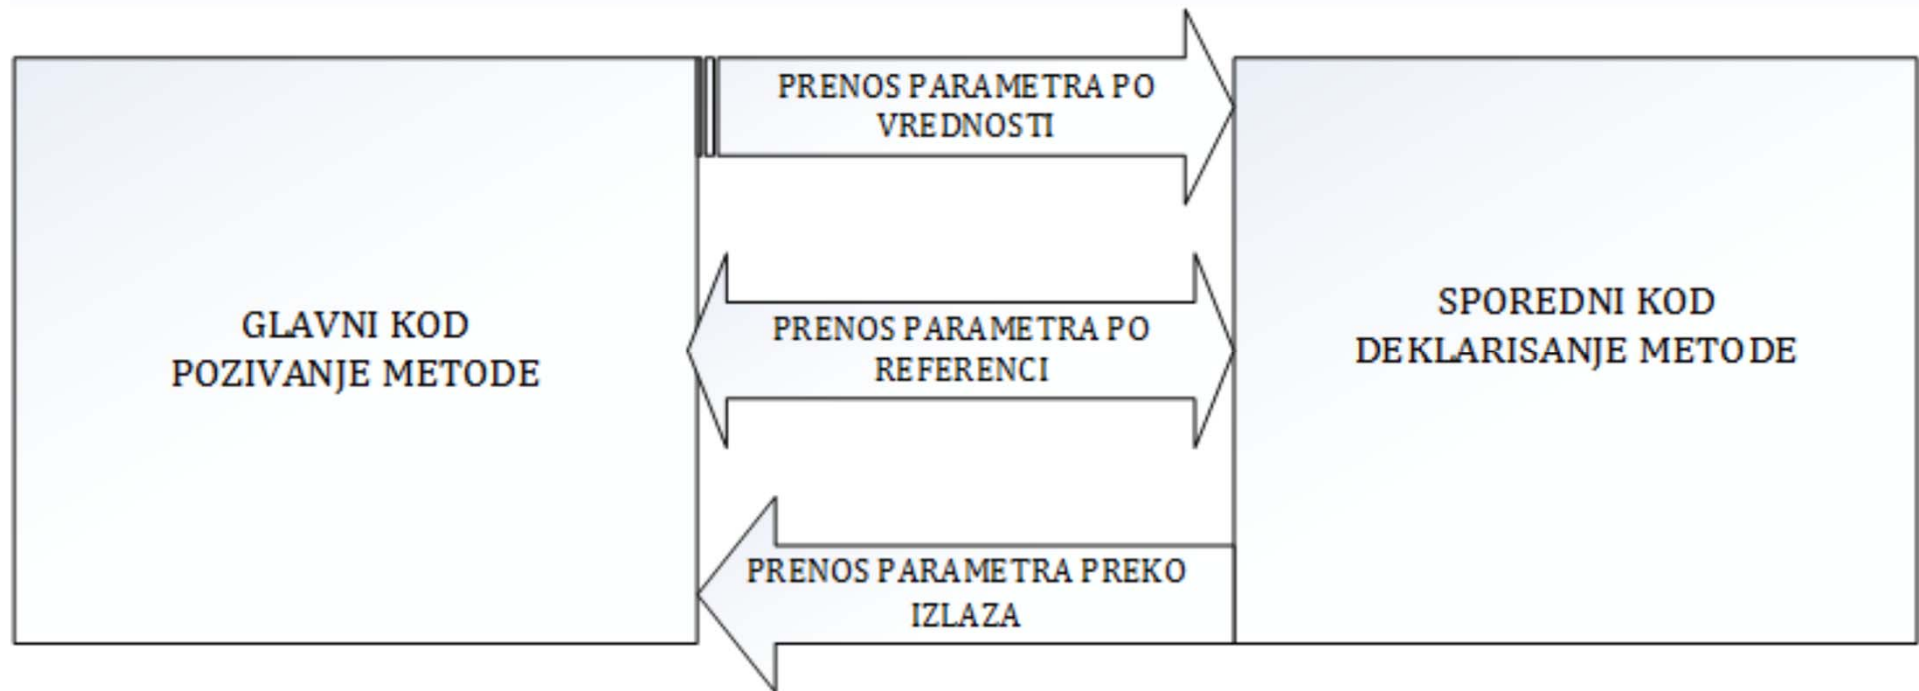 GLAVNI KOD
POZIVANJE METODE
PRENOS PARAMETRA PO
VREDNOSTI
PRENOS PARAMETRA PO
REFERENCI
PRENOS PARAMETRA PREKO
IZLAZA
SPOREDNI KOD
DEKLARISANJE METODE